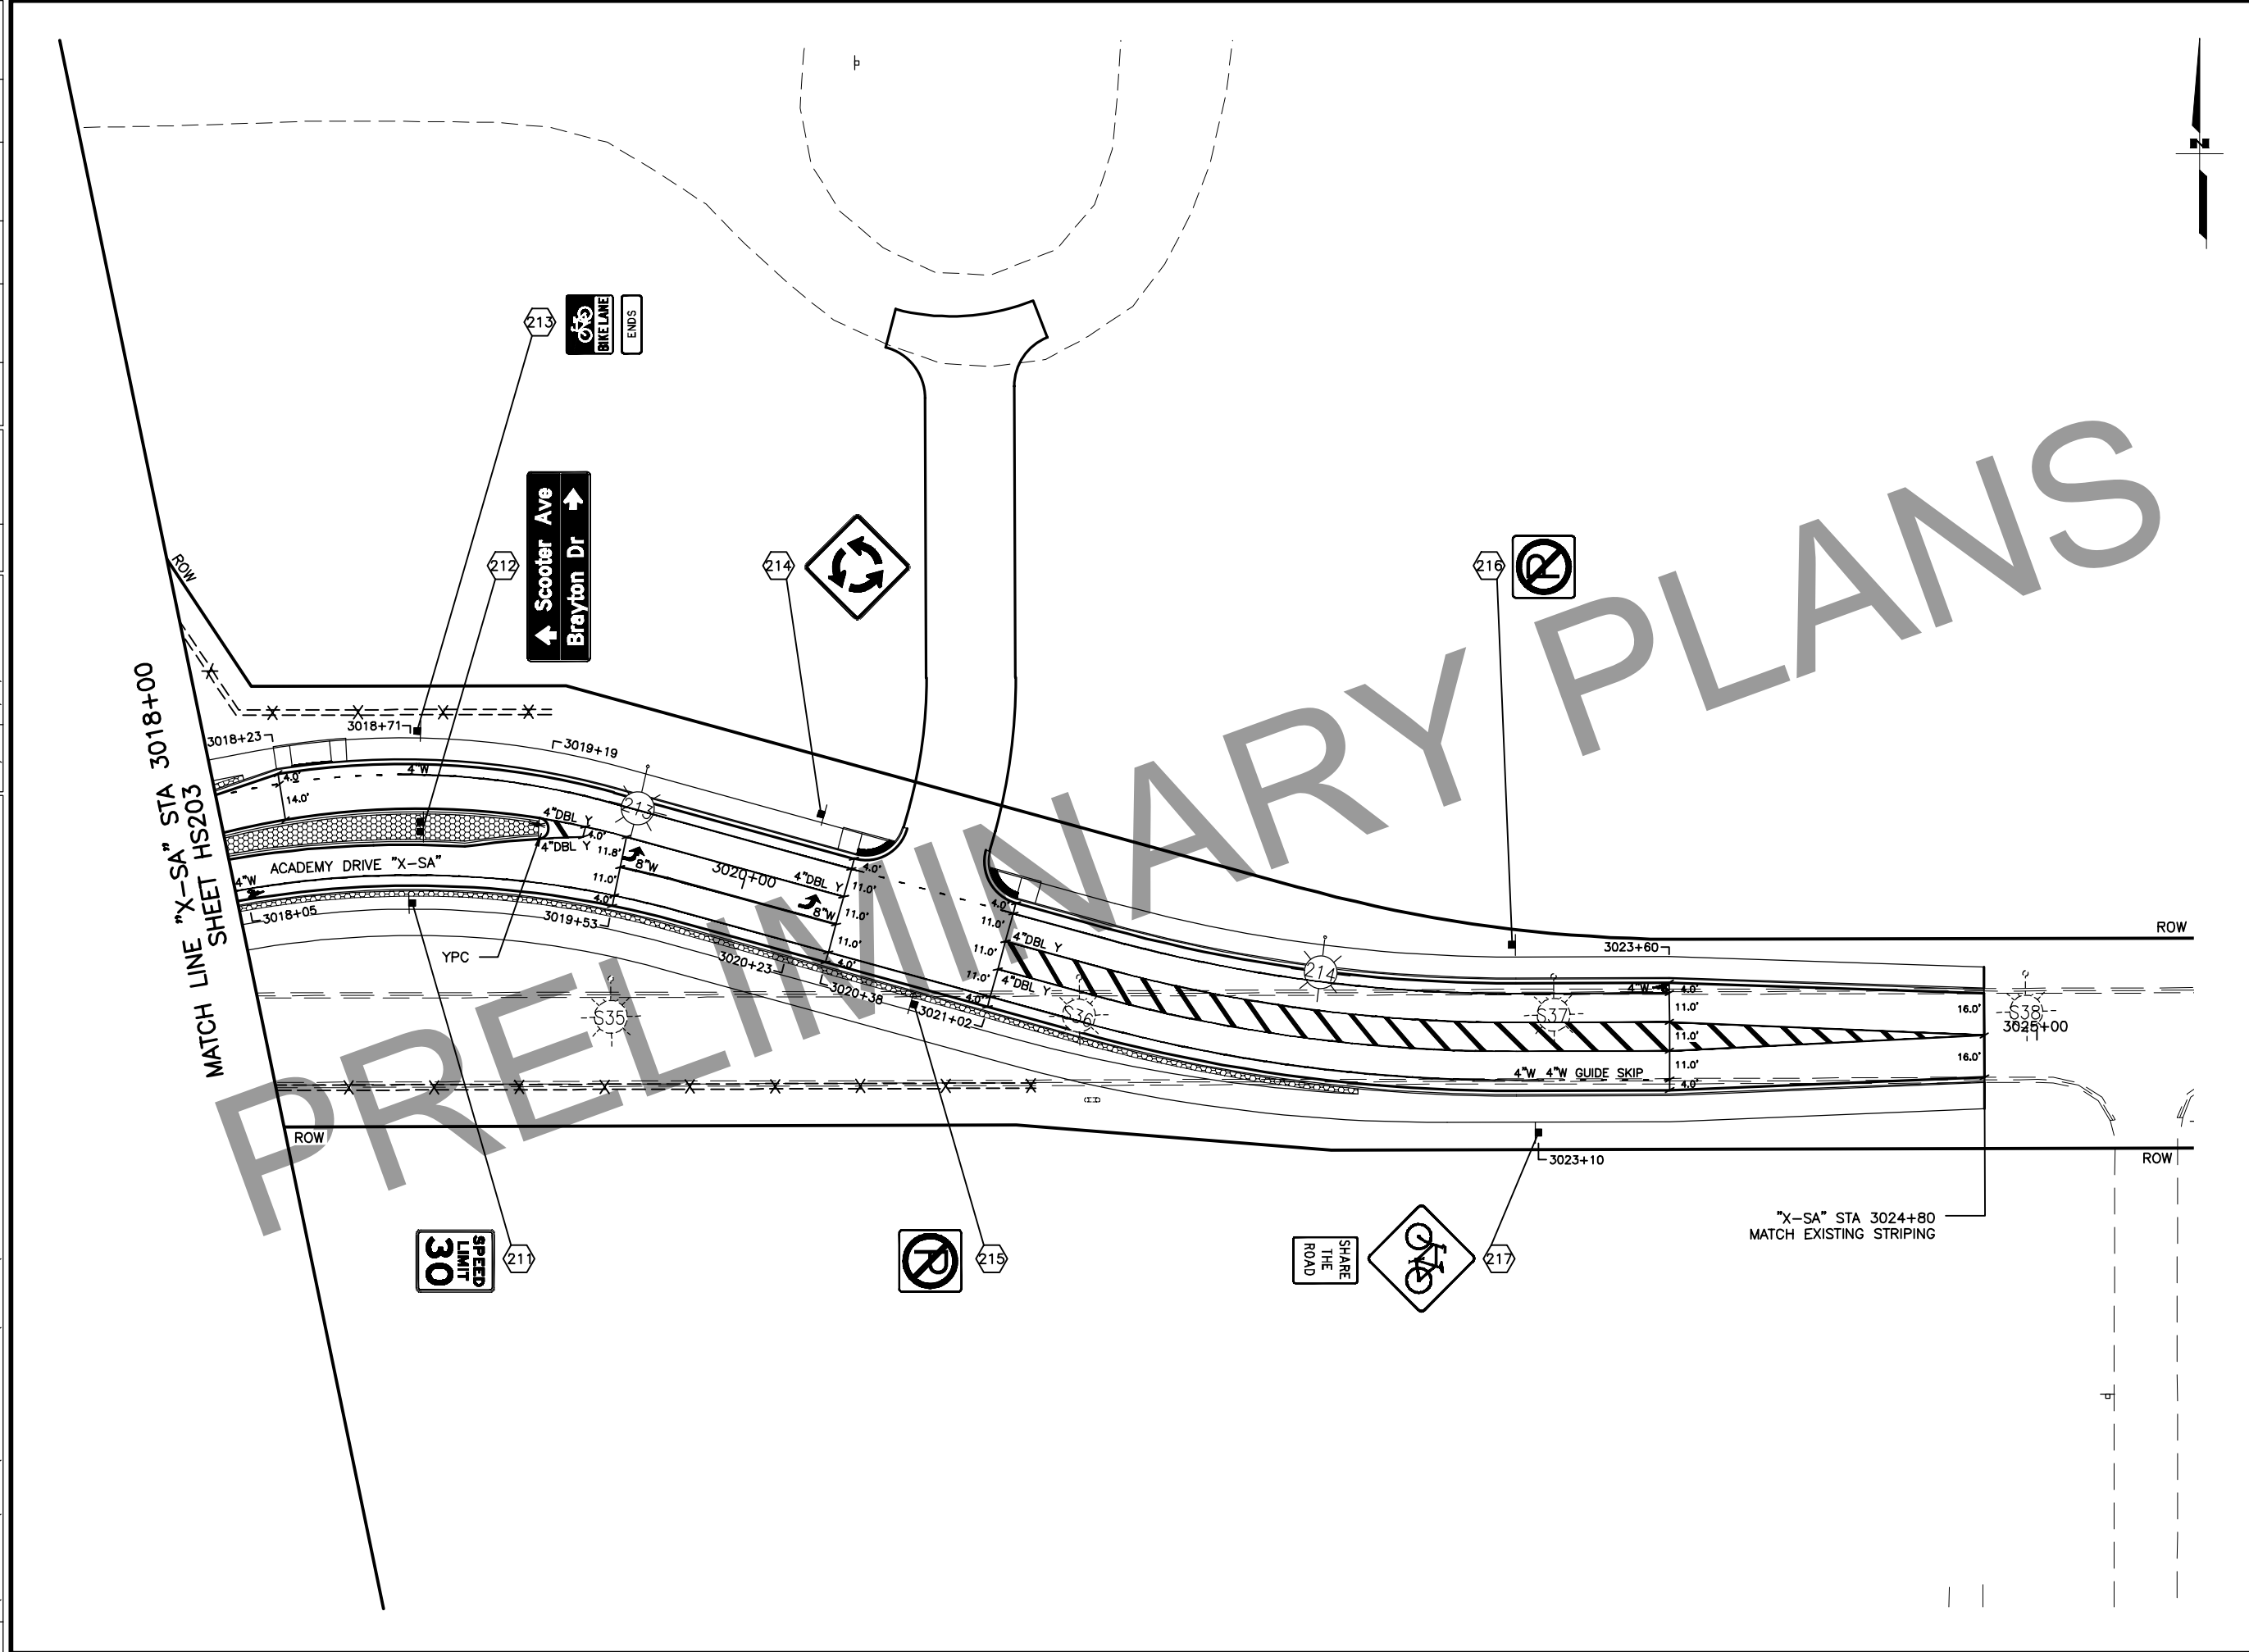 N
213
BIKE LANE
ENDS
212
← Scooter Ave
Brayton Dr →
214
216
P
ROW
MATCH LINE "X-SA" STA 3018+00
SHEET HS203
3018+23
3018+71
3019+19
4"W
4.0'
14.0'
213
4"DBL Y
4"DBL Y
4.0'
11.8'
8"W
11.0'
4.0'
ACADEMY DRIVE "X-SA"
4"W
3018+05
3019+53
YPC
3020+00
4"DBL Y
8"W
4.0'
11.0'
11.0'
11.0'
4.0'
3020+23
3020+38
3021+02
4.0'
11.0'
11.0'
11.0'
4.0'
4"DBL Y
4"DBL Y
214
S35
S36
S37
S38
3023+60
4"W
4.0'
11.0'
11.0'
11.0'
4.0'
4"W 4"W GUIDE SKIP
16.0'
16.0'
3025+00
ROW
ROW
ROW
3023+10
"X-SA" STA 3024+80
MATCH EXISTING STRIPING
SPEED
LIMIT
30
211
P
215
SHARE
THE
ROAD
217
PRELIMINARY PLANS